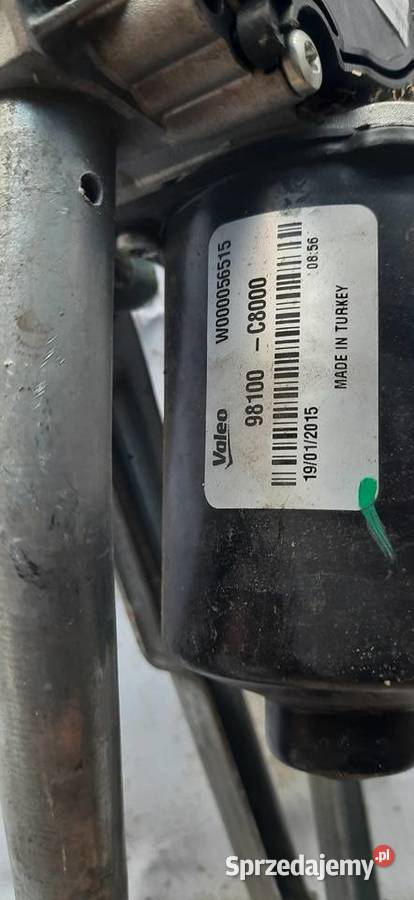 Valeo W000056515
98100 -C8000
19/01/2015 08:56
MADE IN TURKEY
Sprzedajemy.pl